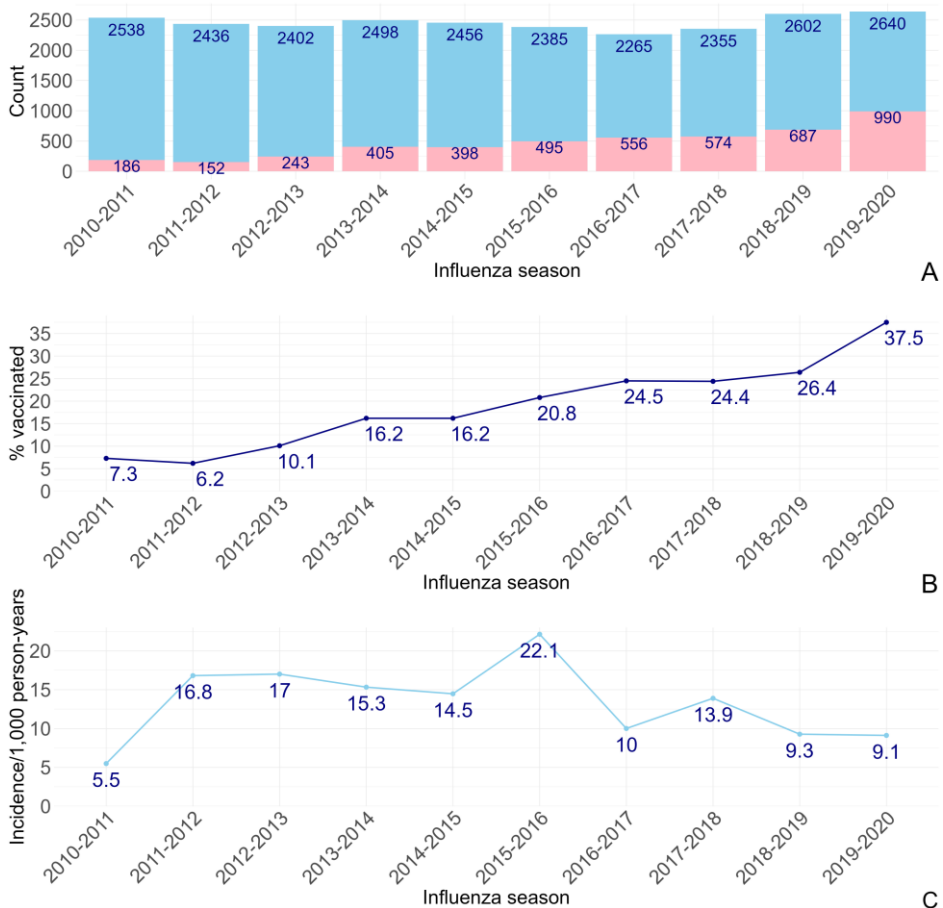 2500
2000
1500
1000
500
0
Count
2538 2436 2402 2498 2456 2385 2265 2355 2602 2640
186 152 243 405 398 495 556 574 687 990
2010-2011 2011-2012 2012-2013 2013-2014 2014-2015 2015-2016 2016-2017 2017-2018 2018-2019 2019-2020
Influenza season
A
35
30
25
20
15
10
5
0
% vaccinated
7.3 6.2 10.1 16.2 16.2 20.8 24.5 24.4 26.4 37.5
2010-2011 2011-2012 2012-2013 2013-2014 2014-2015 2015-2016 2016-2017 2017-2018 2018-2019 2019-2020
Influenza season
B
20
15
10
5
0
Incidence/1,000 person-years
5.5 16.8 17 15.3 14.5 22.1 10 13.9 9.3 9.1
2010-2011 2011-2012 2012-2013 2013-2014 2014-2015 2015-2016 2016-2017 2017-2018 2018-2019 2019-2020
Influenza season
C